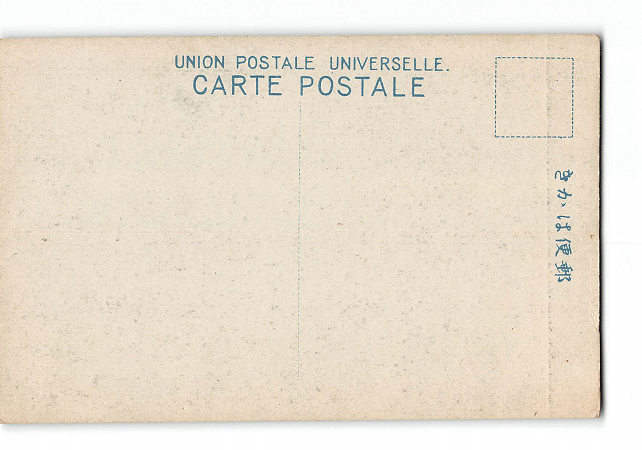 UNION POSTALE UNIVERSELLE.
CARTE POSTALE
郵便はかき